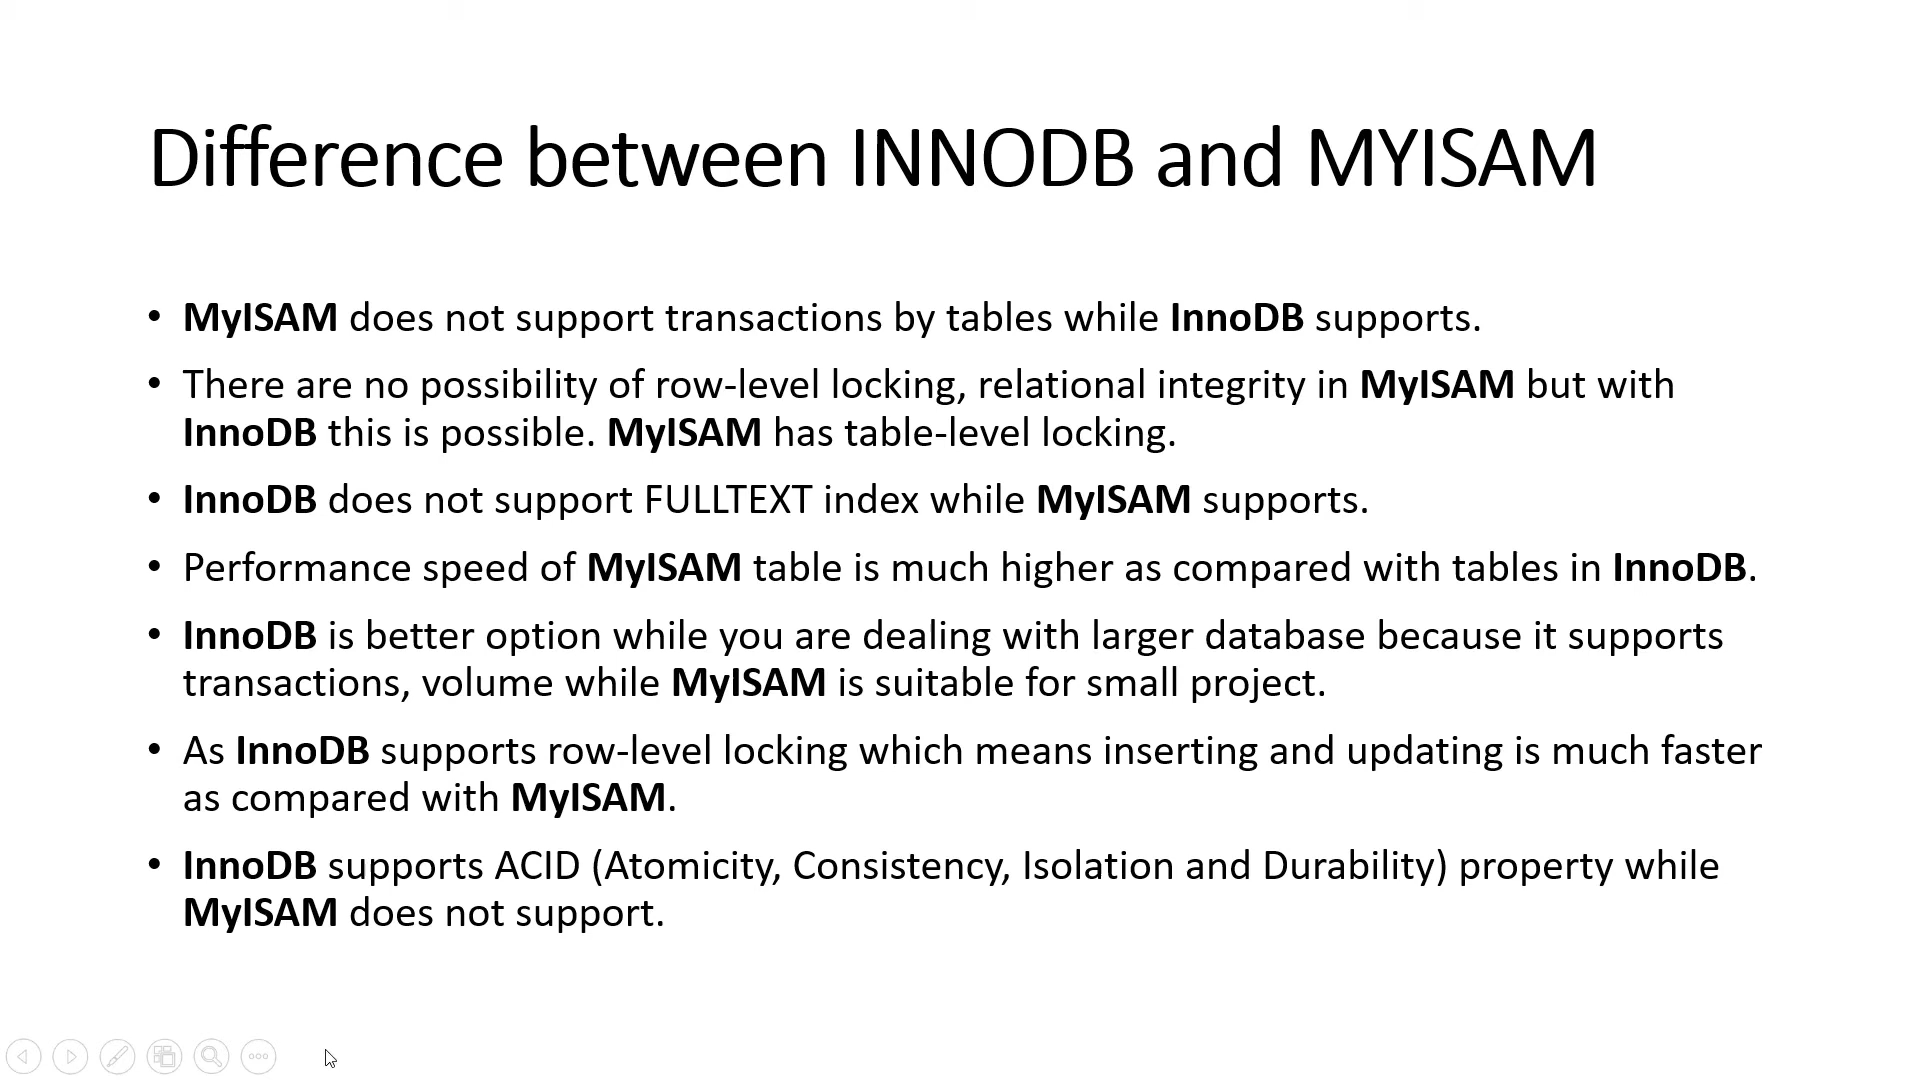 Difference between INNODB and MYISAM
• MyISAM does not support transactions by tables while InnoDB supports.
• There are no possibility of row-level locking, relational integrity in MyISAM but with
InnoDB this is possible. MyISAM has table-level locking.
• InnoDB does not support FULLTEXT index while MyISAM supports.
• Performance speed of MyISAM table is much higher as compared with tables in InnoDB.
• InnoDB is better option while you are dealing with larger database because it supports
transactions, volume while MyISAM is suitable for small project.
• As InnoDB supports row-level locking which means inserting and updating is much faster
as compared with MyISAM.
• InnoDB supports ACID (Atomicity, Consistency, Isolation and Durability) property while
MyISAM does not support.